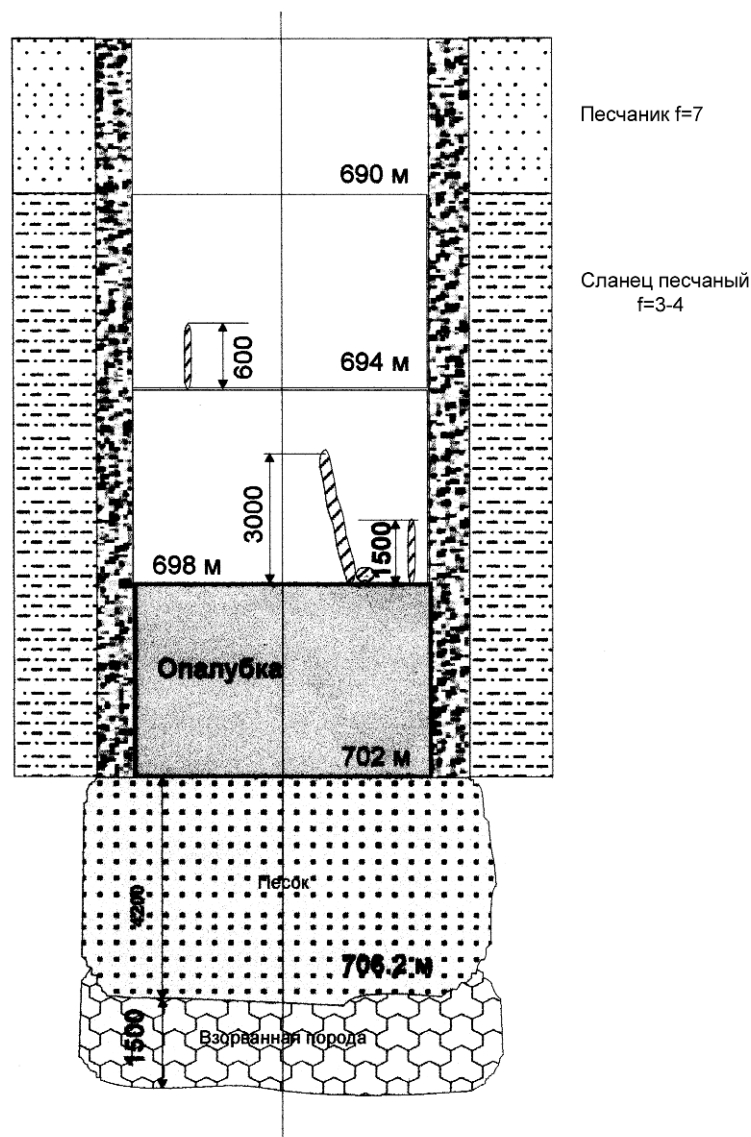 Песчаник f=7
690 м
Сланец песчаный
f=3-4
600
694 м
3000
1500
698 м
Опалубка
702 м
Песок
4200
706.2 м
Взорванная порода
1500